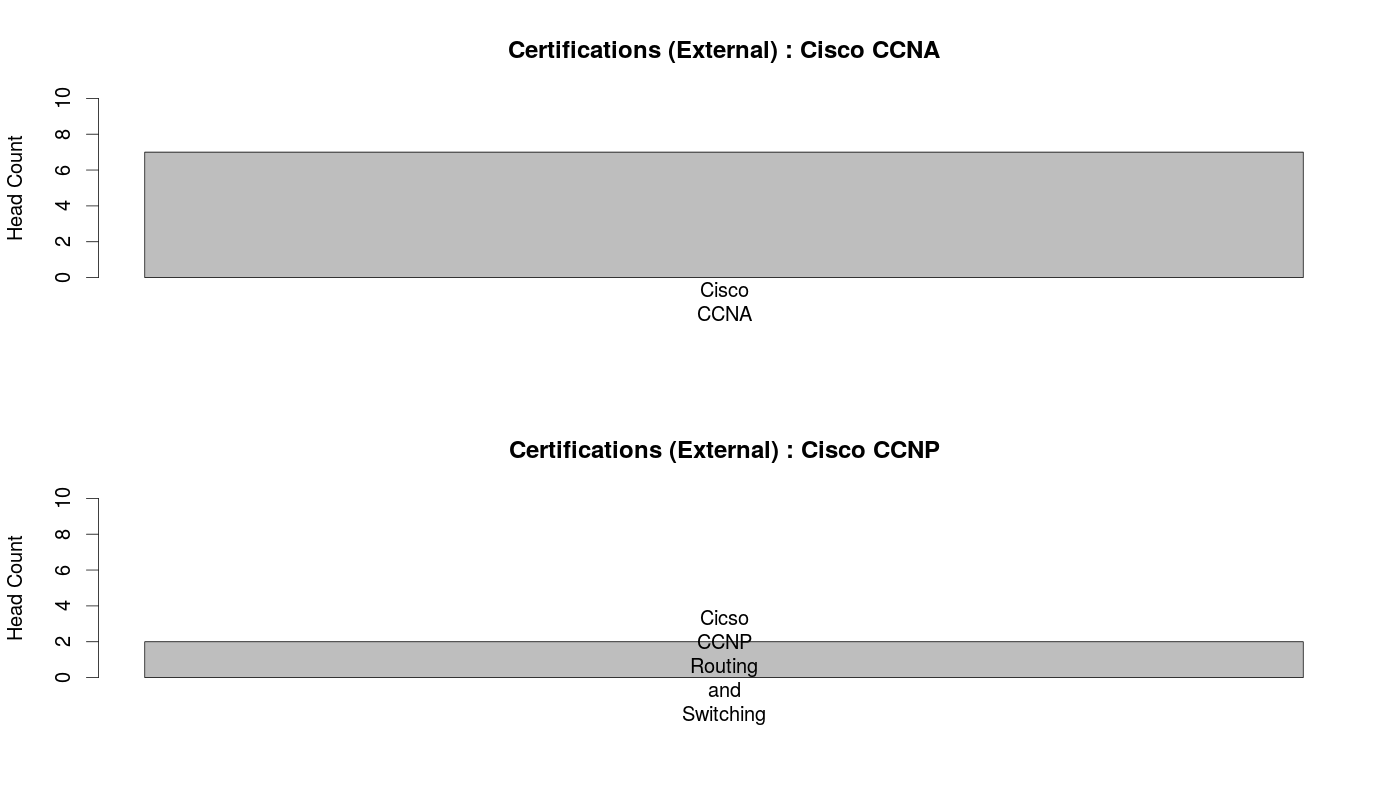 Certifications (External) : Cisco CCNA
Head Count
10
8
6
4
2
0
Cisco
CCNA
Certifications (External) : Cisco CCNP
Head Count
10
8
6
4
2
0
Cicso
CCNP
Routing
and
Switching